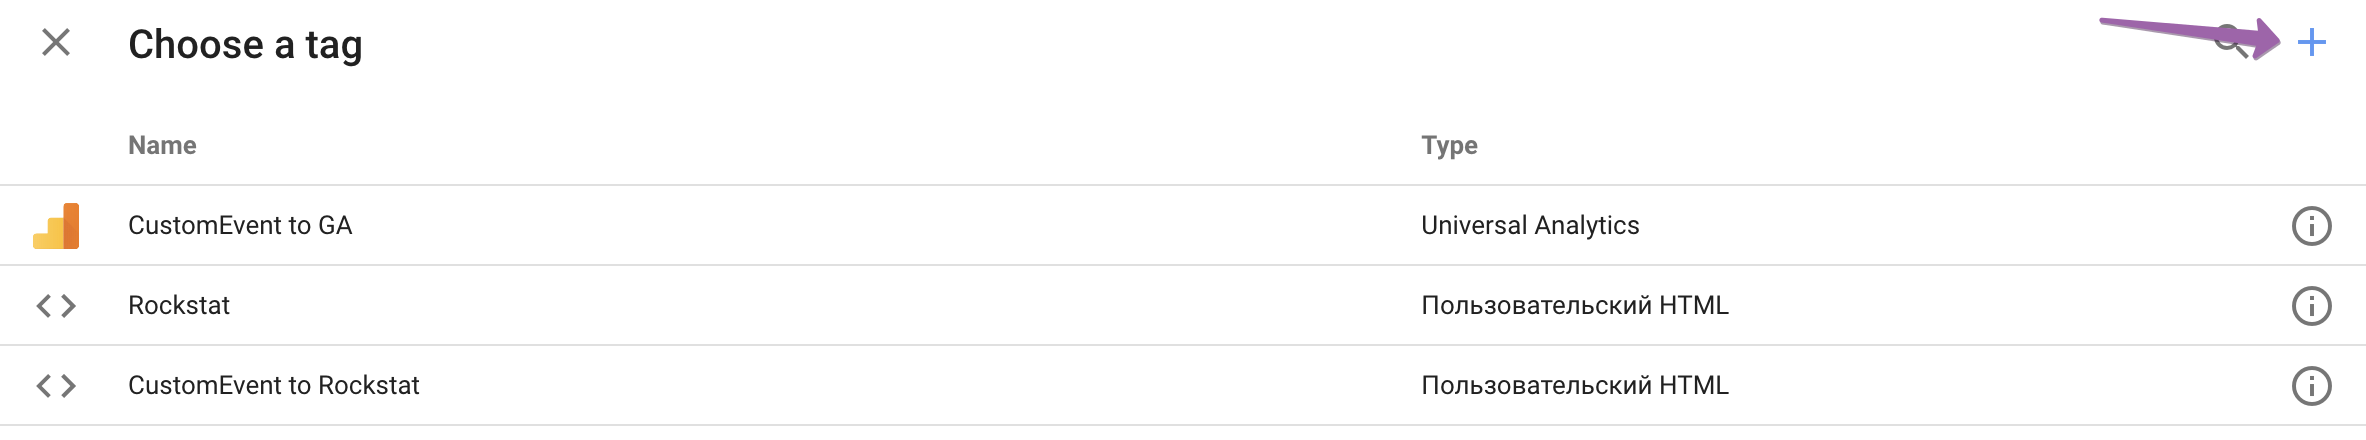 Choose a tag
Name Type
CustomEvent to GA Universal Analytics
Rockstat Пользовательский HTML
CustomEvent to Rockstat Пользовательский HTML